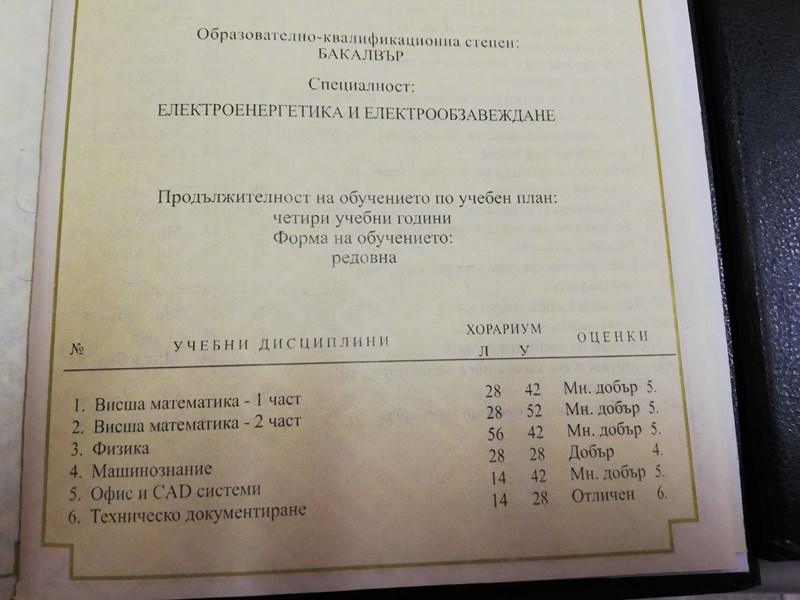 Образователно-квалификационна степен:
БАКАЛВЪР
Специалност:
ЕЛЕКТРОЕНЕРГЕТИКА И ЕЛЕКТРООБЗАВЕЖДАНЕ
Продължителност на обучението по учебен план:
четири учебни години
Форма на обучението:
редовна
№ УЧЕБНИ ДИСЦИПЛИНИ ХОРАРИУМ ОЦЕНКИ
Л У
1. Висша математика - 1 част 28 42 Мн. добър 5.
2. Висша математика - 2 част 28 52 Мн. добър 5.
3. Физика 56 42 Мн. добър 5.
4. Машинознание 28 28 Добър 4.
5. Офис и CAD системи 14 42 Мн. добър 5.
6. Техническо документиране 14 28 Отличен 6.